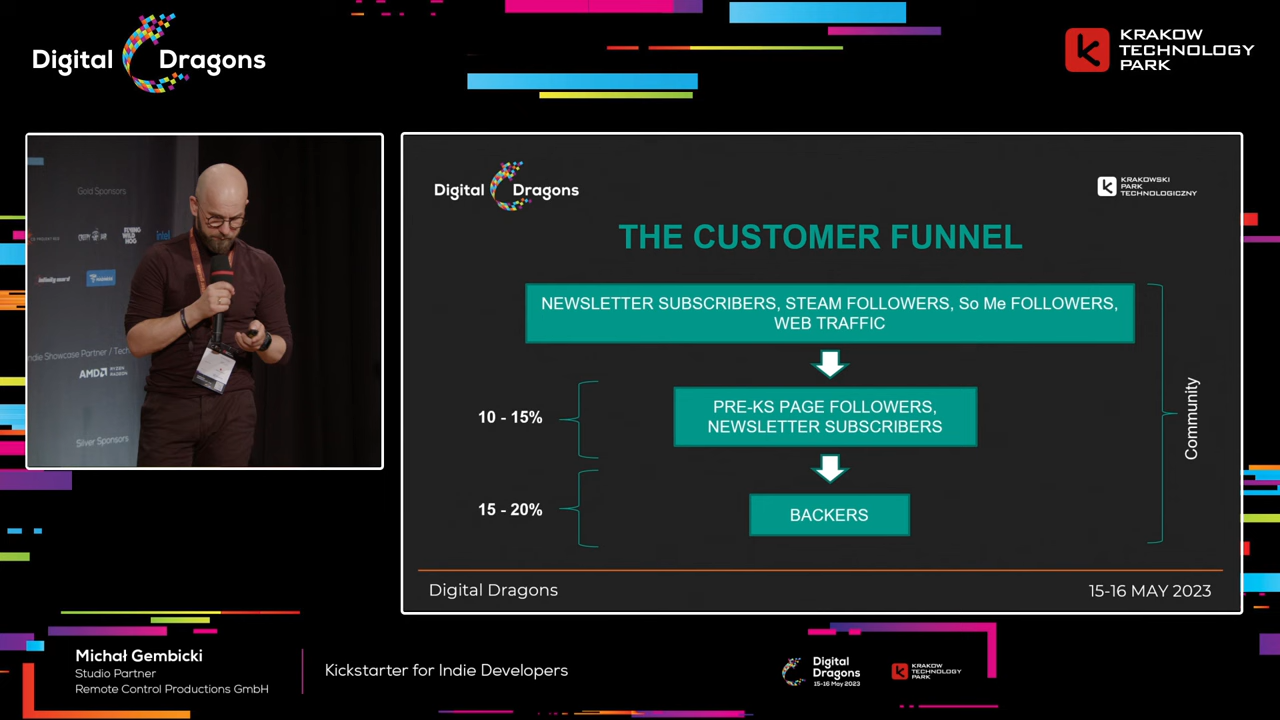 Digital Dragons
KRAKOW
TECHNOLOGY
PARK
Gold Sponsors
intel
AMD
Silver Sponsors
Digital Dragons
KRAKOWSKI
PARK
TECHNOLOGICZNY
THE CUSTOMER FUNNEL
NEWSLETTER SUBSCRIBERS, STEAM FOLLOWERS, So Me FOLLOWERS,
WEB TRAFFIC
10 - 15%
PRE-KS PAGE FOLLOWERS,
NEWSLETTER SUBSCRIBERS
15 - 20%
BACKERS
Community
Digital Dragons
15-16 MAY 2023
Michał Gembicki
Studio Partner
Remote Control Productions GmbH
Kickstarter for Indie Developers
Digital
Dragons
15-16 May 2023
KRAKOW
TECHNOLOGY
PARK